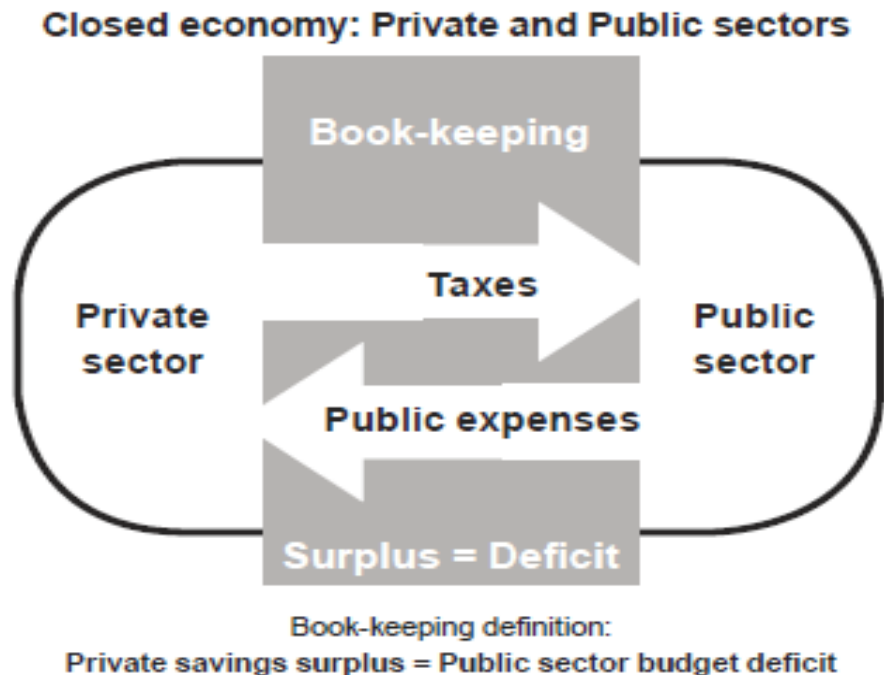 Closed economy: Private and Public sectors
Book-keeping
Taxes
Private
sector
Public
sector
Public expenses
Surplus = Deficit
Book-keeping definition:
Private savings surplus = Public sector budget deficit